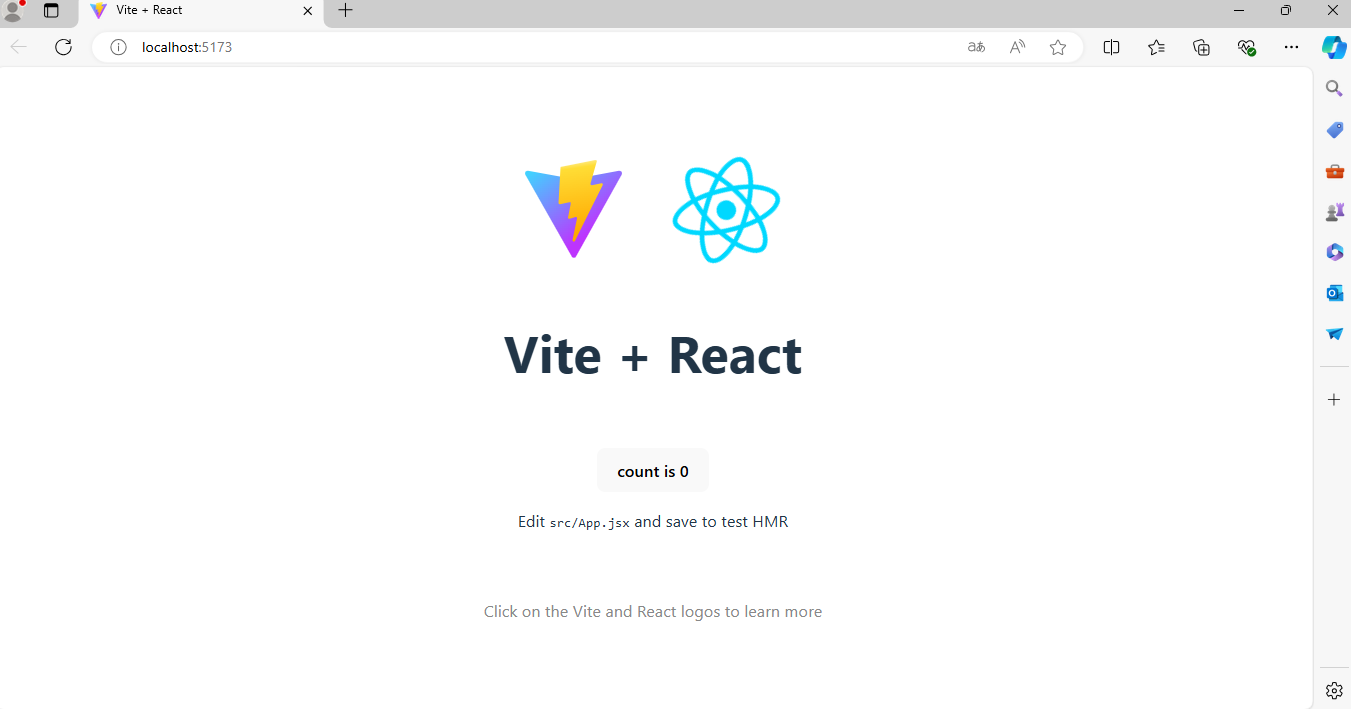 Vite + React
localhost:5173
Vite + React
count is 0
Edit src/App.jsx and save to test HMR
Click on the Vite and React logos to learn more